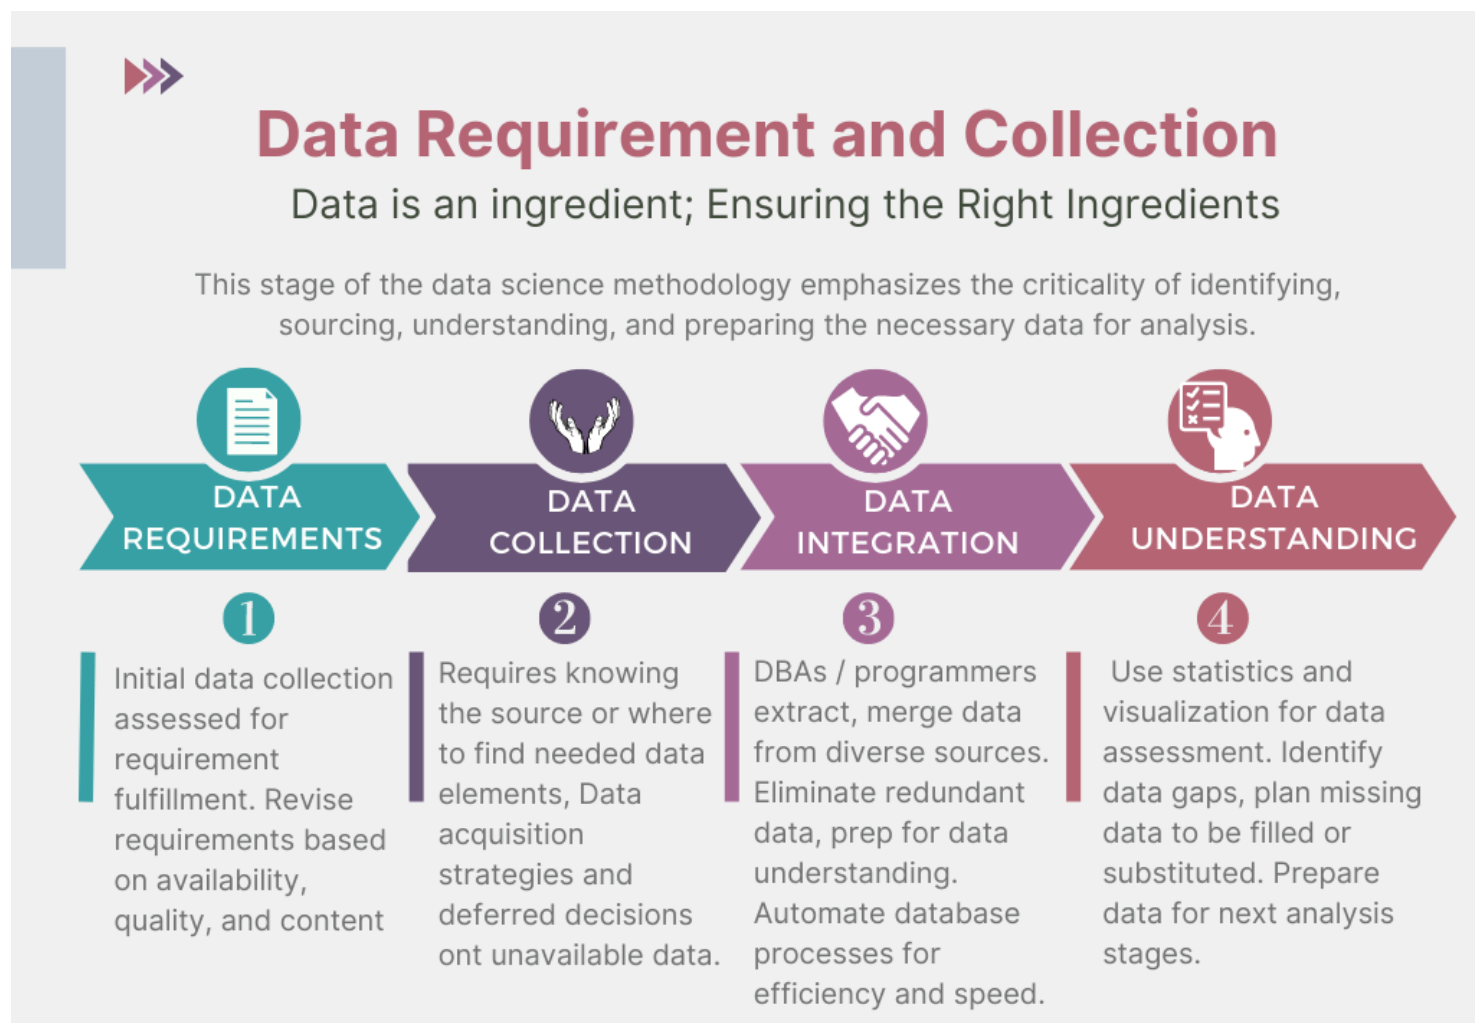 Data Requirement and Collection
Data is an ingredient; Ensuring the Right Ingredients
This stage of the data science methodology emphasizes the criticality of identifying,
sourcing, understanding, and preparing the necessary data for analysis.
DATA
REQUIREMENTS
1
Initial data collection
assessed for
requirement
fulfillment. Revise
requirements based
on availability,
quality, and content
DATA
COLLECTION
2
Requires knowing
the source or where
to find needed data
elements, Data
acquisition
strategies and
deferred decisions
ont unavailable data.
DATA
INTEGRATION
3
DBAs / programmers
extract, merge data
from diverse sources.
Eliminate redundant
data, prep for data
understanding.
Automate database
processes for
efficiency and speed.
DATA
UNDERSTANDING
4
Use statistics and
visualization for data
assessment. Identify
data gaps, plan missing
data to be filled or
substituted. Prepare
data for next analysis
stages.